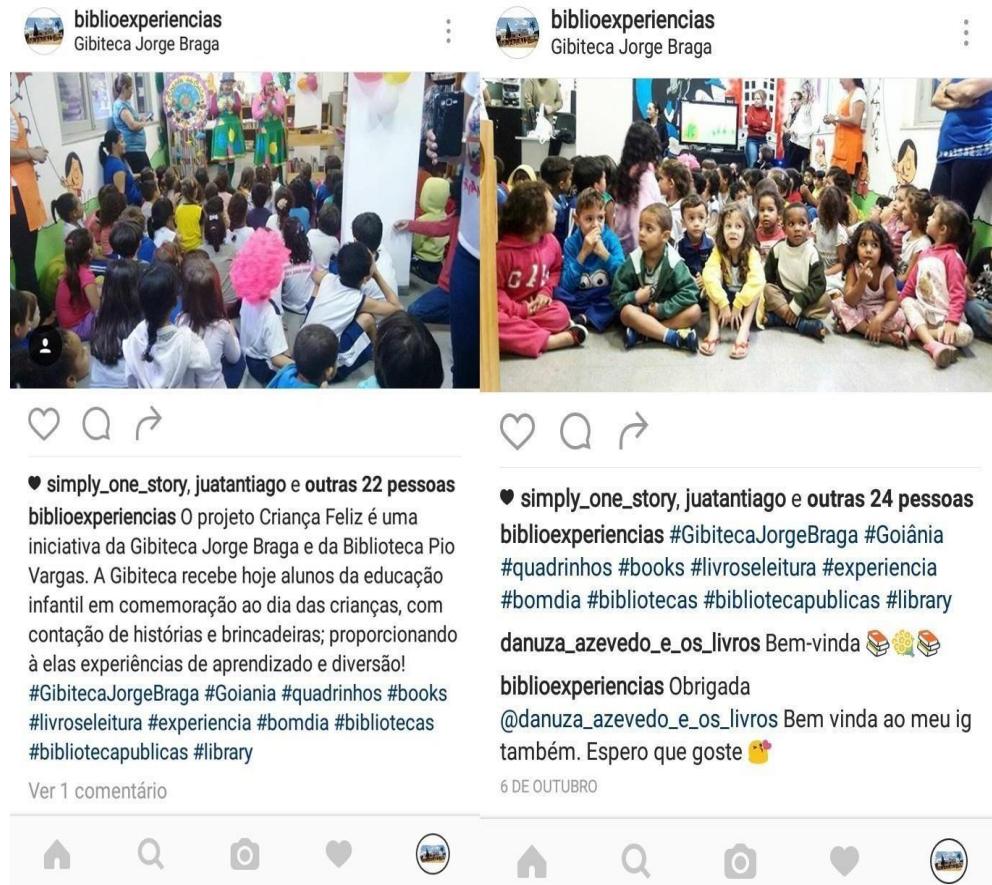 biblioexperiencias
Gibiteca Jorge Braga
simply_one_story, juatantiago e outras 22 pessoas
biblioexperiencias O projeto Criança Feliz é uma
iniciativa da Gibiteca Jorge Braga e da Biblioteca Pio
Vargas. A Gibiteca recebe hoje alunos da educação
infantil em comemoração ao dia das crianças, com
contação de histórias e brincadeiras; proporcionando
à elas experiências de aprendizado e diversão!
#GibitecaJorgeBraga #Goiania #quadrinhos #books
#livroseleitura #experiencia #bomdia #bibliotecas
#bibliotecapublicas #library
Ver 1 comentário
biblioexperiencias
Gibiteca Jorge Braga
simply_one_story, juatantiago e outras 24 pessoas
biblioexperiencias #GibitecaJorgeBraga #Goiânia
#quadrinhos #books #livroseleitura #experiencia
#bomdia #bibliotecas #bibliotecapublicas #library
danuza_azevedo_e_os_livros Bem-vinda 📚💐📚
biblioexperiencias Obrigada
@danuza_azevedo_e_os_livros Bem vinda ao meu ig
também. Espero que goste 😘
6 DE OUTUBRO